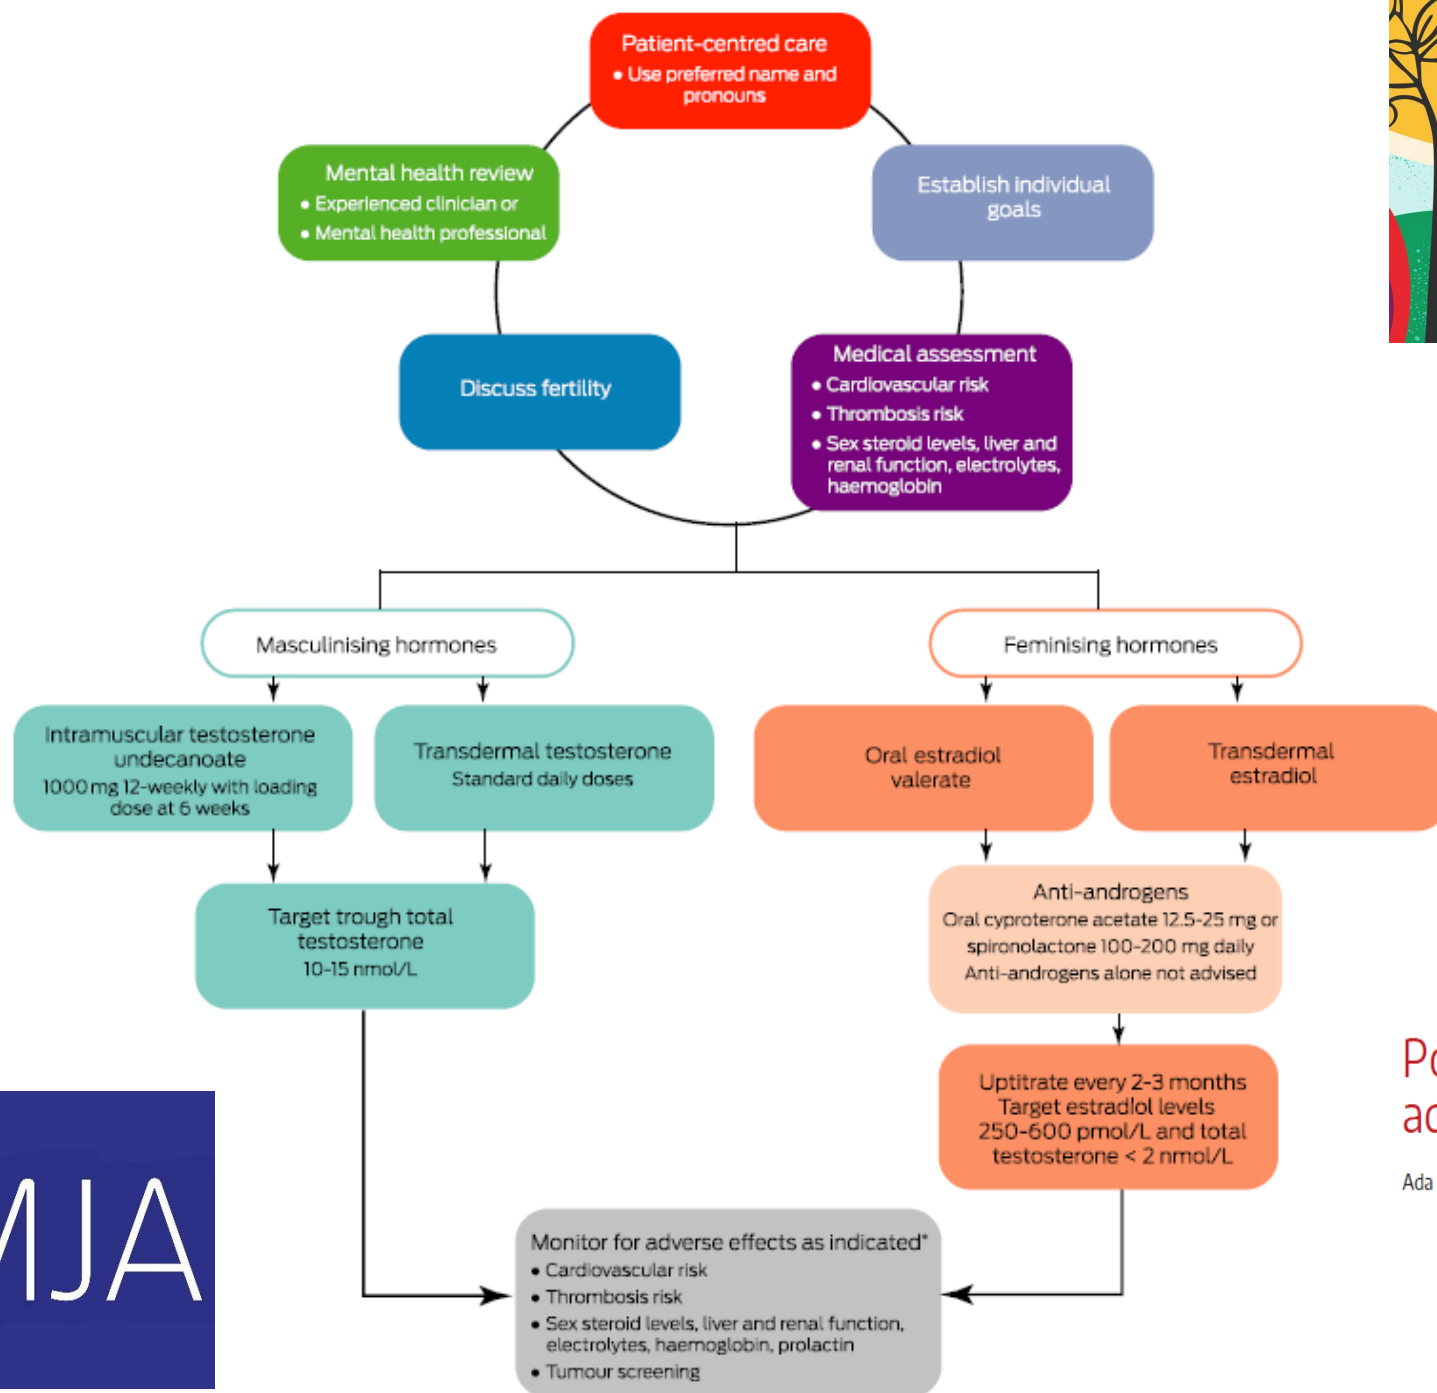 Patient-centred care
• Use preferred name and
pronouns
Mental health review
• Experienced clinician or
• Mental health professional
Establish individual
goals
Discuss fertility
Medical assessment
• Cardiovascular risk
• Thrombosis risk
• Sex steroid levels, liver and
renal function, electrolytes,
haemoglobin
Masculinising hormones
Feminising hormones
Intramuscular testosterone
undecanoate
1000 mg 12-weekly with loading
dose at 6 weeks
Transdermal testosterone
Standard daily doses
Oral estradiol
valerate
Transdermal
estradiol
Target trough total
testosterone
10-15 nmol/L
Anti-androgens
Oral cyproterone acetate 12.5-25 mg or
spironolactone 100-200 mg daily
Anti-androgens alone not advised
Uptitrate every 2-3 months
Target estradiol levels
250-600 pmol/L and total
testosterone < 2 nmol/L
Monitor for adverse effects as indicated*
• Cardiovascular risk
• Thrombosis risk
• Sex steroid levels, liver and renal function,
electrolytes, haemoglobin, prolactin
• Tumour screening
MJA
Ada